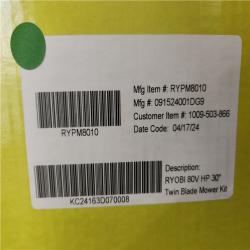 Mfg Item #: RYPM8010
Mfg #: 091524001DG9
Customer Item #: 1009-503-866
Date Code: 04/17/24
RYPM8010
Description:
RYOBI 80V HP 30"
Twin Blade Mower Kit
KC24163D070008